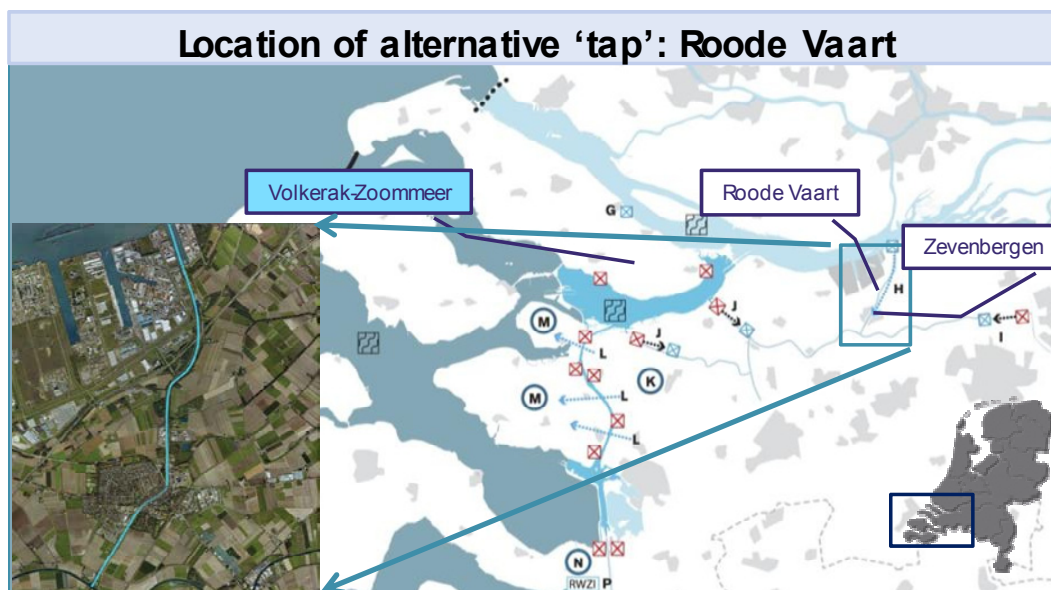 Location of alternative ‘tap’: Roode Vaart
Volkerak-Zoommeer
Roode Vaart
Zevenbergen
G
H
I
J
J
M
L
K
M
L
L
N
RWZI P